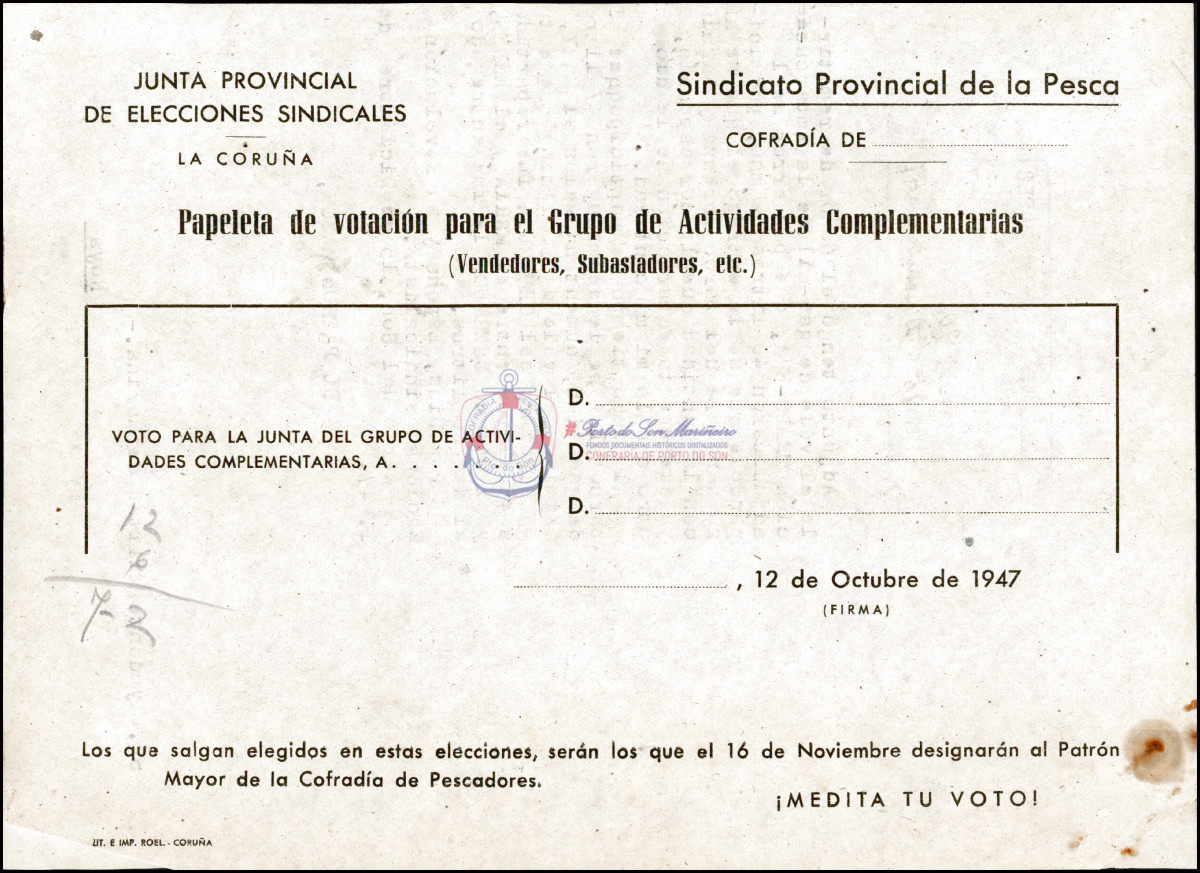 JUNTA PROVINCIAL
DE ELECCIONES SINDICALES
LA CORUÑA
Sindicato Provincial de la Pesca
COFRADÍA DE
Papeleta de votación para el Grupo de Actividades Complementarias
(Vendedores, Subastadores, etc.)
VOTO PARA LA JUNTA DEL GRUPO DE ACTIVI-
DADES COMPLEMENTARIAS, A. . . . . . . .
D.
D.
D.
#Porto do Son Mariñeiro
FONDOS DOCUMENTAIS HISTÓRICOS DIXITALIZADOS
CONFRARIA DE PORTO DO SON
12
6
72
, 12 de Octubre de 1947
(FIRMA)
Los que salgan elegidos en estas elecciones, serán los que el 16 de Noviembre designarán al Patrón
Mayor de la Cofradía de Pescadores.
¡MEDITA TU VOTO!
LIT. E IMP. ROEL. - CORUÑA